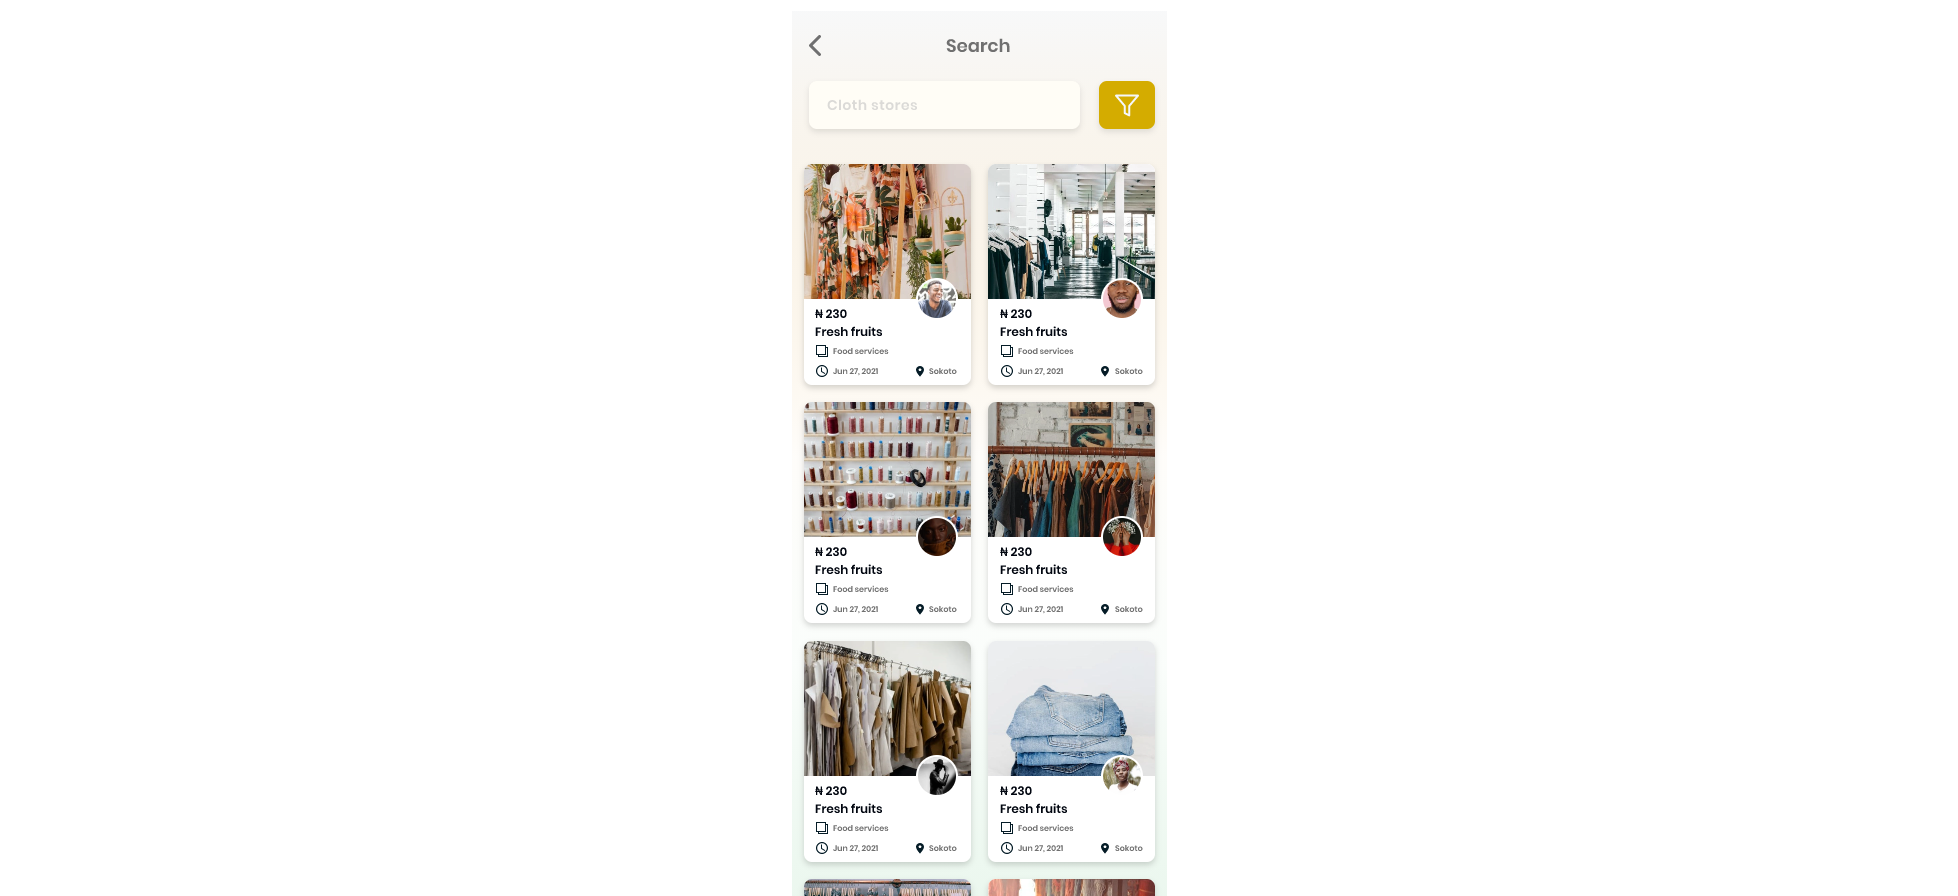 Search
Cloth stores
₦ 230
Fresh fruits
Food services
Jun 27, 2021 Sokoto
₦ 230
Fresh fruits
Food services
Jun 27, 2021 Sokoto
₦ 230
Fresh fruits
Food services
Jun 27, 2021 Sokoto
₦ 230
Fresh fruits
Food services
Jun 27, 2021 Sokoto
₦ 230
Fresh fruits
Food services
Jun 27, 2021 Sokoto
₦ 230
Fresh fruits
Food services
Jun 27, 2021 Sokoto